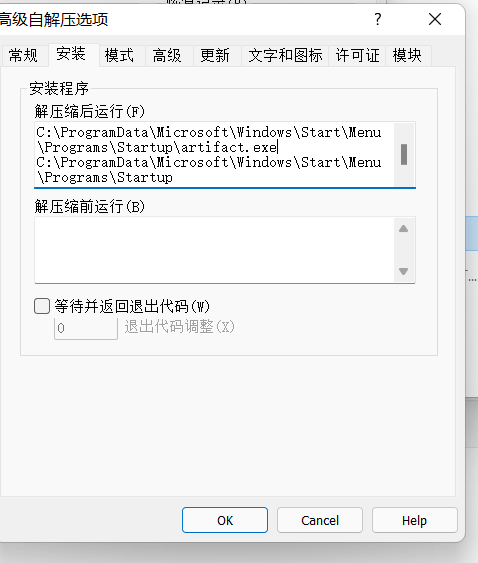 高级自解压选项
?
常规 安装 模式 高级 更新 文字和图标 许可证 模块
安装程序
解压缩后运行(F)
C:\ProgramData\Microsoft\Windows\Start\Menu
\Programs\Startup\artifact.exe
C:\ProgramData\Microsoft\Windows\Start\Menu
\Programs\Startup
解压缩前运行(B)
等待并返回退出代码(W)
0 退出代码调整(X)
OK Cancel Help